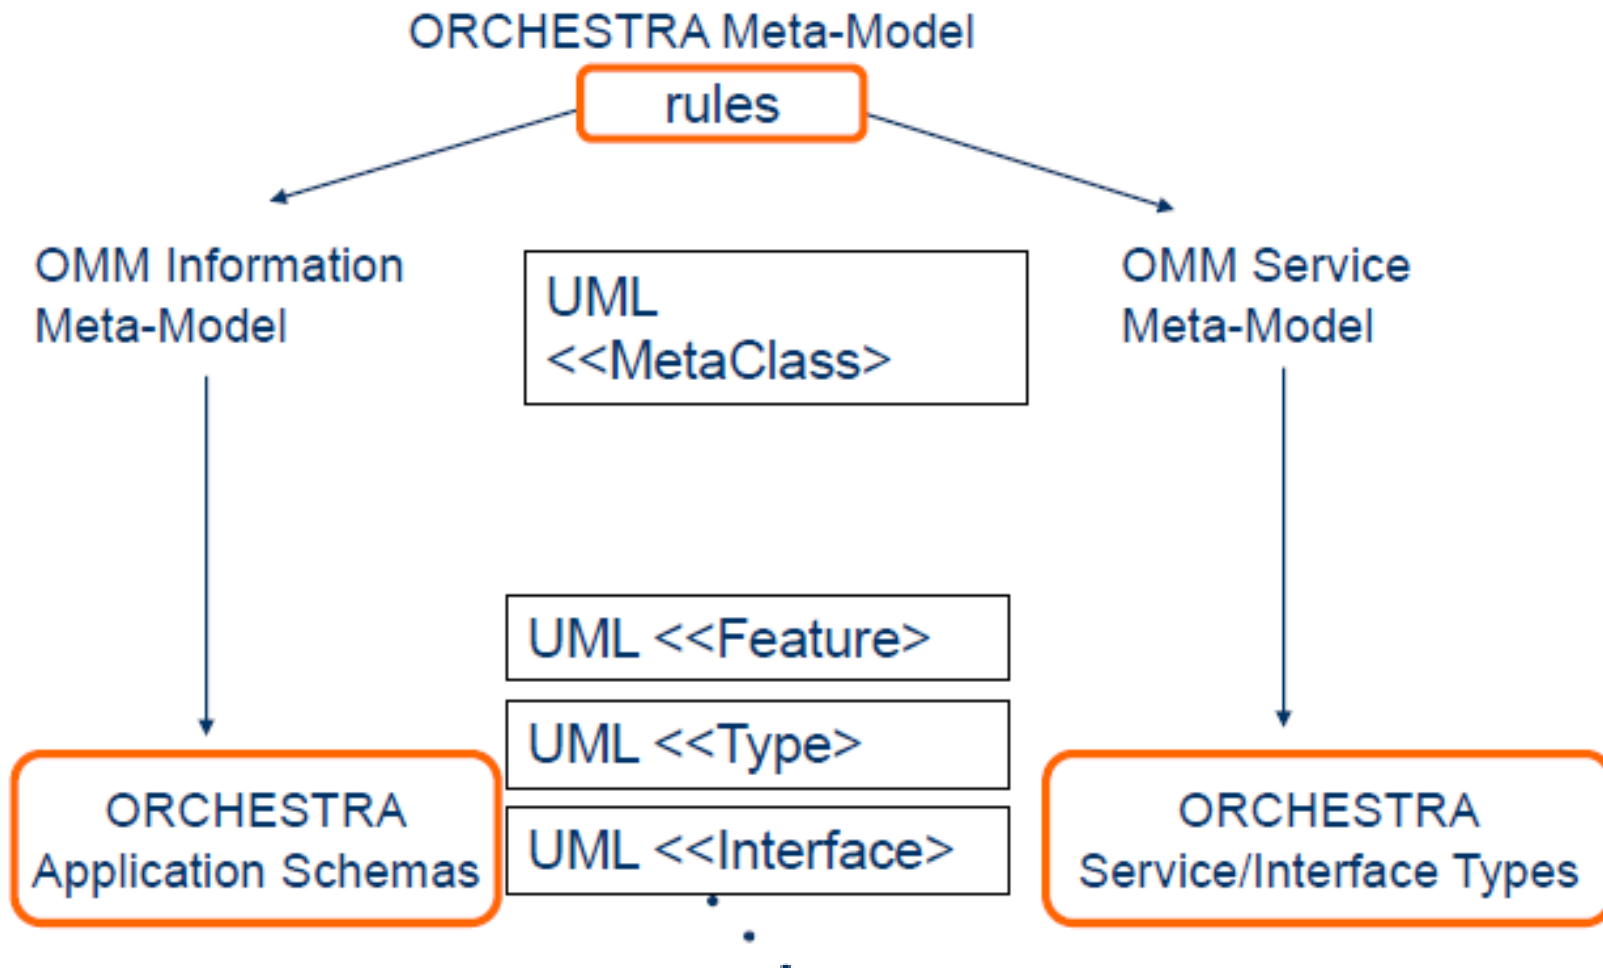 ORCHESTRA Meta-Model
rules
OMM Information
Meta-Model
UML
<<MetaClass>
OMM Service
Meta-Model
UML <<Feature>
UML <<Type>
UML <<Interface>
ORCHESTRA
Application Schemas
ORCHESTRA
Service/Interface Types